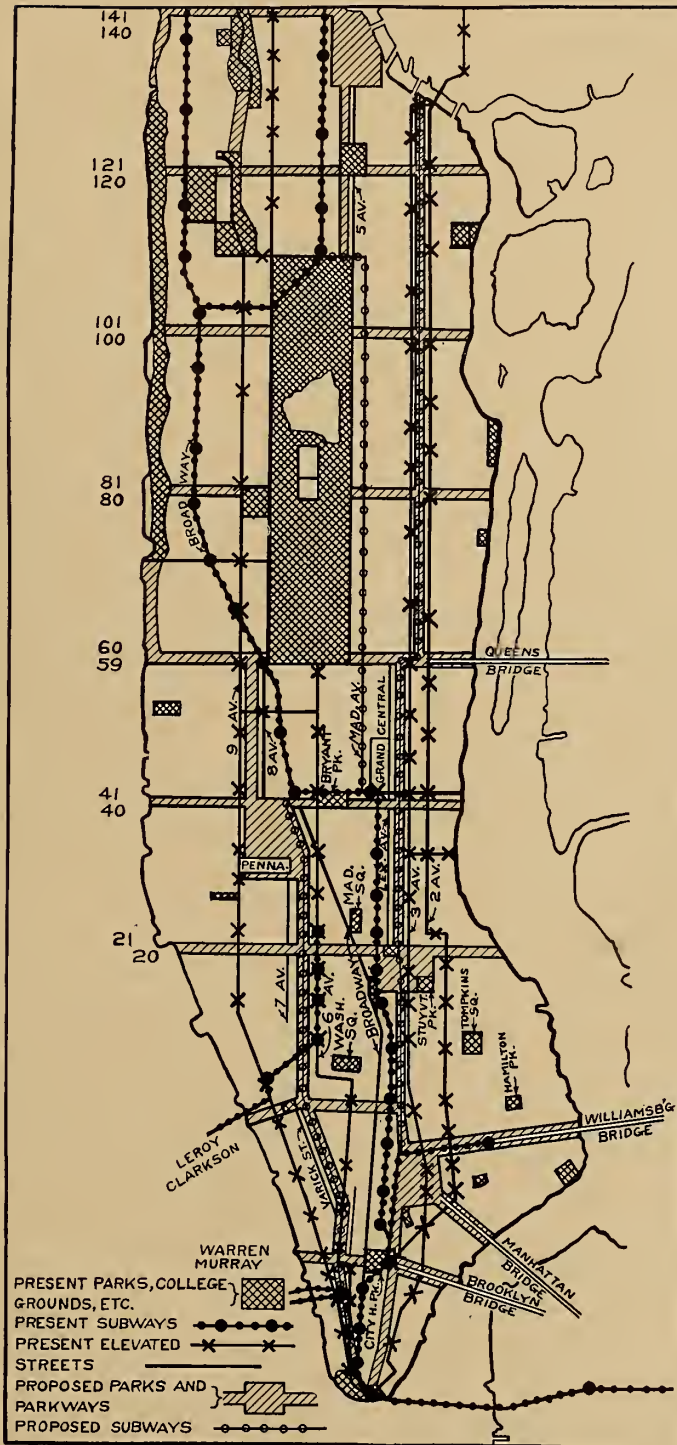 141
140
121
120
5 AV.
101
100
81
80
BROADWAY
60
59
QUEENS
BRIDGE
9 AV.
8 AV.
BRYANT
PK.
MAD. AV.
GRAND CENTRAL
41
40
PENNA.
MAD.
SQ.
LEX. AV.
3 AV.
2 AV.
21
20
7 AV.
6 AV.
WASH.
SQ.
BROADWAY
STUYVT.
PK.
TOMPKINS
SQ.
HAMILTON
PK.
WILLIAMSB'G
BRIDGE
LEROY
CLARKSON
VARICK ST.
MANHATTAN
BRIDGE
BROOKLYN
BRIDGE
CITY H. PK.
WARREN
MURRAY
PRESENT PARKS, COLLEGE
GROUNDS, ETC.
PRESENT SUBWAYS
PRESENT ELEVATED
STREETS
PROPOSED PARKS AND
PARKWAYS
PROPOSED SUBWAYS